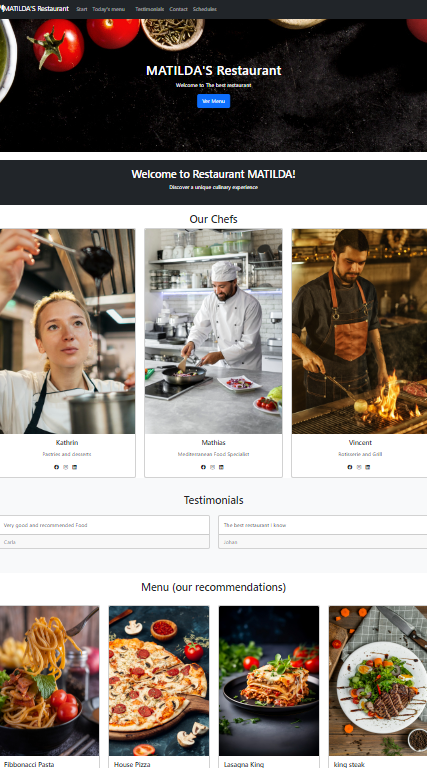 MATILDA'S Restaurant Start Today's menu Testimonials Contact Schedules
MATILDA'S Restaurant
Welcome to The best restaurant
Ver Menu
Welcome to Restaurant MATILDA!
Discover a unique culinary experience
Our Chefs
Kathrin
Pastries and desserts
Mathias
Mediterranean Food Specialist
Vincent
Rotisserie and Grill
Testimonials
Very good and recommended Food
Carla
The best restaurant I know
Johan
Menu (our recommendations)
Fibbonacci Pasta
House Pizza
Lasagna King
king steak